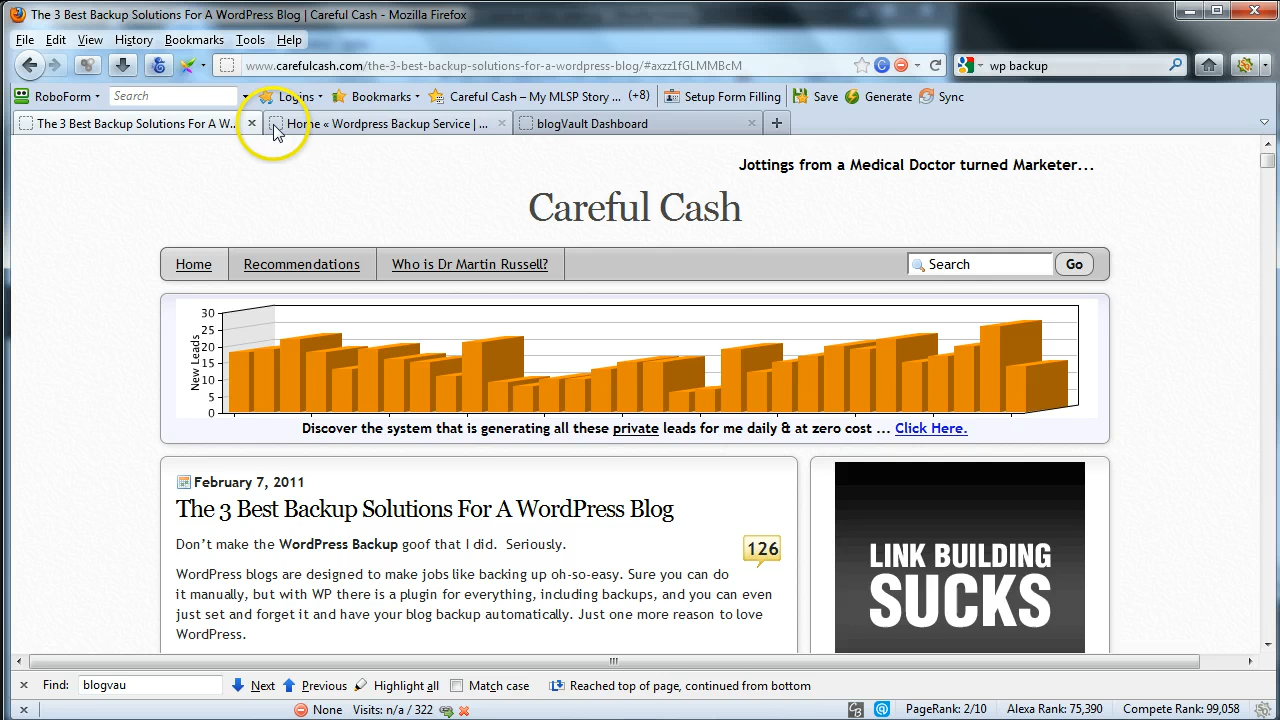 The 3 Best Backup Solutions For A WordPress Blog | Careful Cash - Mozilla Firefox
File Edit View History Bookmarks Tools Help
www.carefulcash.com/the-3-best-backup-solutions-for-a-wordpress-blog/#axzz1fGLMMBcM
wp backup
RoboForm Search Logins Bookmarks Careful Cash – My MLSP Story ... (+8) Setup Form Filling Save Generate Sync
The 3 Best Backup Solutions For A W... Home « Wordpress Backup Service | ... blogVault Dashboard
Jottings from a Medical Doctor turned Marketer...
Careful Cash
Home Recommendations Who is Dr Martin Russell? Search Go
New Leads
30
25
20
15
10
5
0
Discover the system that is generating all these private leads for me daily & at zero cost ... Click Here.
February 7, 2011
The 3 Best Backup Solutions For A WordPress Blog
126
Don't make the WordPress Backup goof that I did. Seriously.
WordPress blogs are designed to make jobs like backing up oh-so-easy. Sure you can do
it manually, but with WP there is a plugin for everything, including backups, and you can even
just set and forget it and have your blog backup automatically. Just one more reason to love
WordPress.
LINK BUILDING
SUCKS
Find: blogvau Next Previous Highlight all Match case Reached top of page, continued from bottom
None Visits: n/a / 322 PageRank: 2/10 Alexa Rank: 75,390 Compete Rank: 99,058